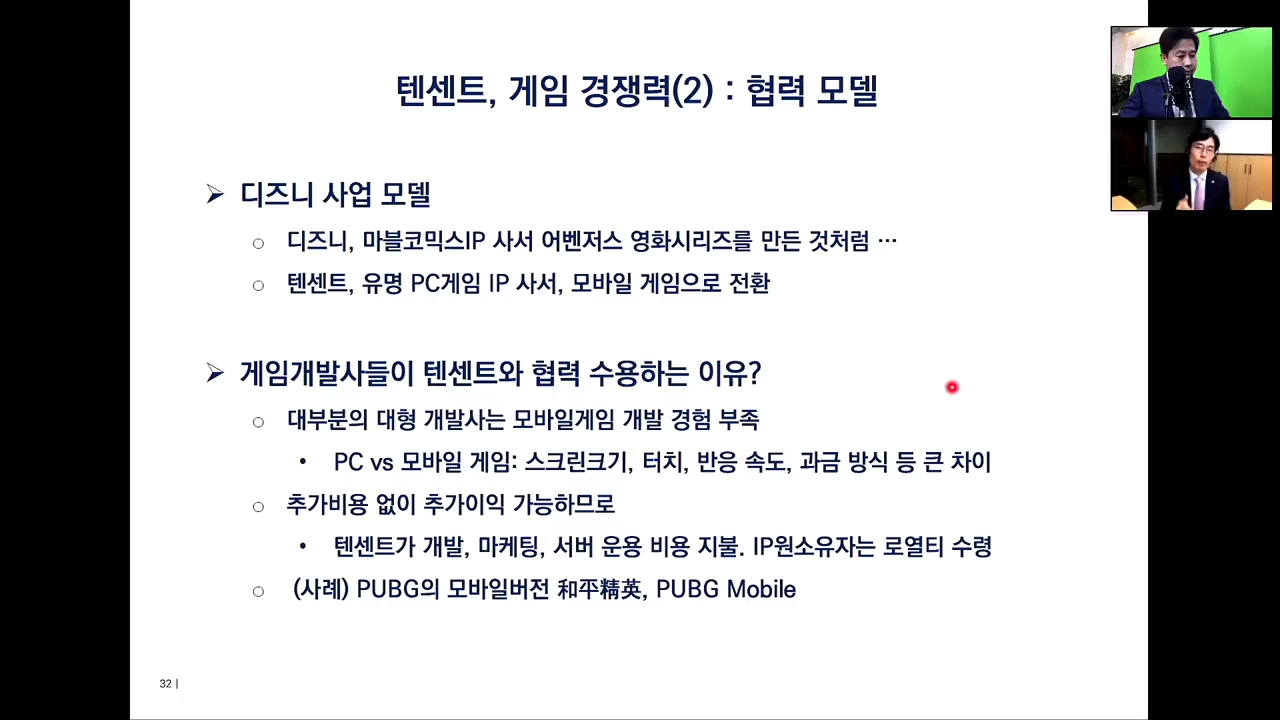 텐센트, 게임 경쟁력(2) : 협력 모델
➢ 디즈니 사업 모델
○ 디즈니, 마블코믹스IP 사서 어벤저스 영화시리즈를 만든 것처럼 …
○ 텐센트, 유명 PC게임 IP 사서, 모바일 게임으로 전환
➢ 게임개발사들이 텐센트와 협력 수용하는 이유?
○ 대부분의 대형 개발사는 모바일게임 개발 경험 부족
• PC vs 모바일 게임: 스크린크기, 터치, 반응 속도, 과금 방식 등 큰 차이
○ 추가비용 없이 추가이익 가능하므로
• 텐센트가 개발, 마케팅, 서버 운용 비용 지불. IP원소유자는 로열티 수령
○ (사례) PUBG의 모바일버전 和平精英, PUBG Mobile
32 |